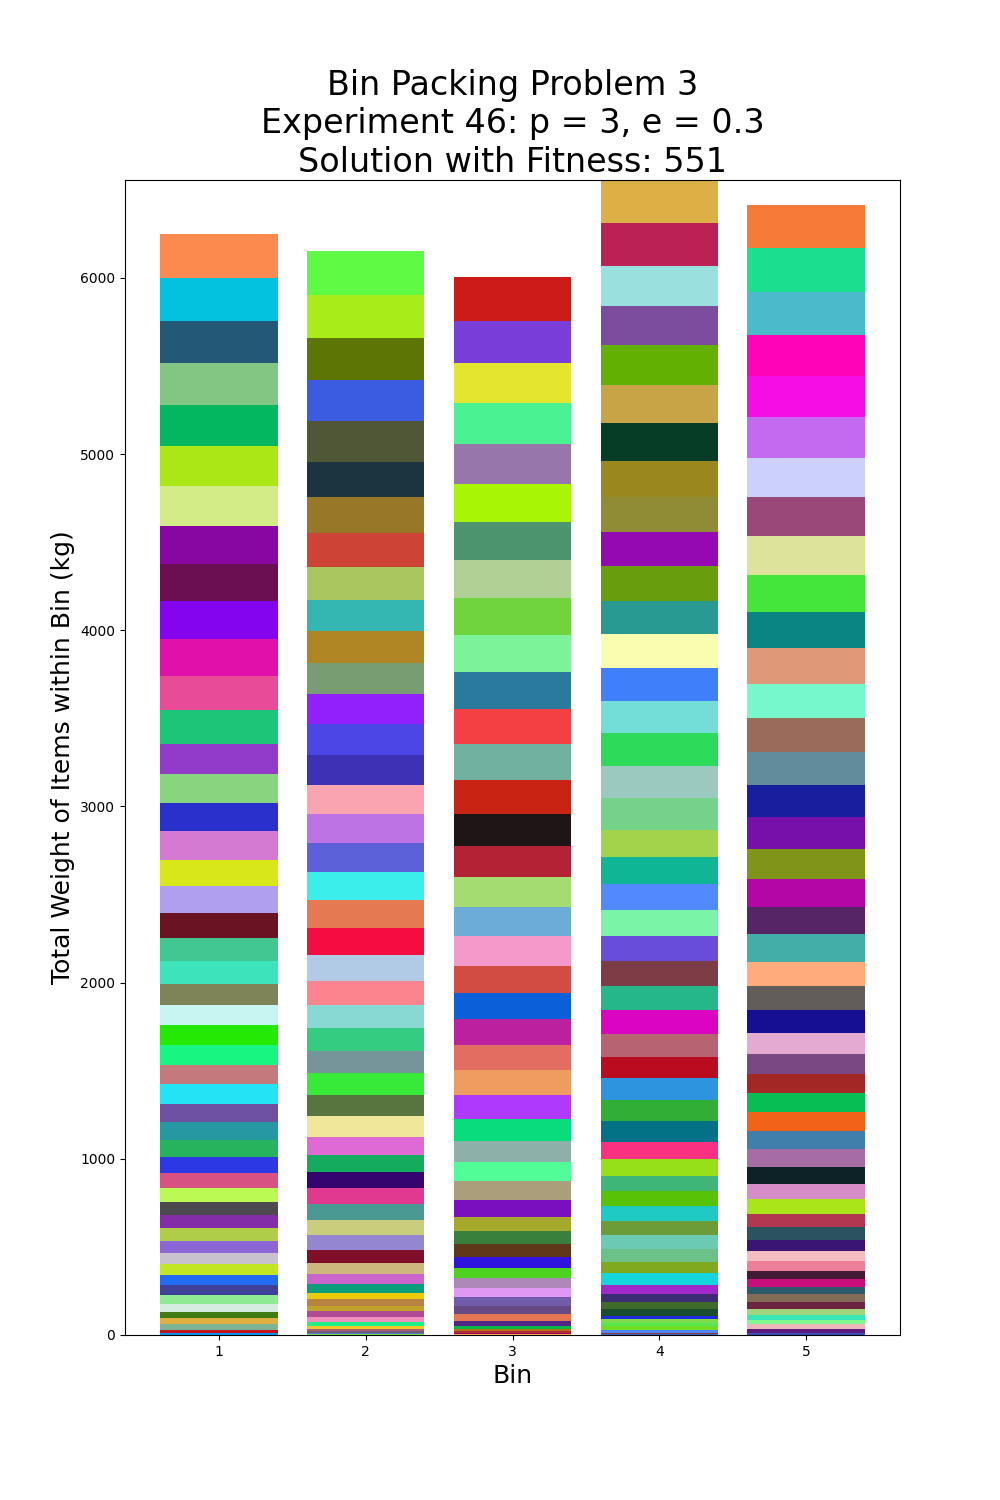 Bin Packing Problem 3
Experiment 46: p = 3, e = 0.3
Solution with Fitness: 551
Total Weight of Items within Bin (kg)
6000
5000
4000
3000
2000
1000
0
1 2 3 4 5
Bin